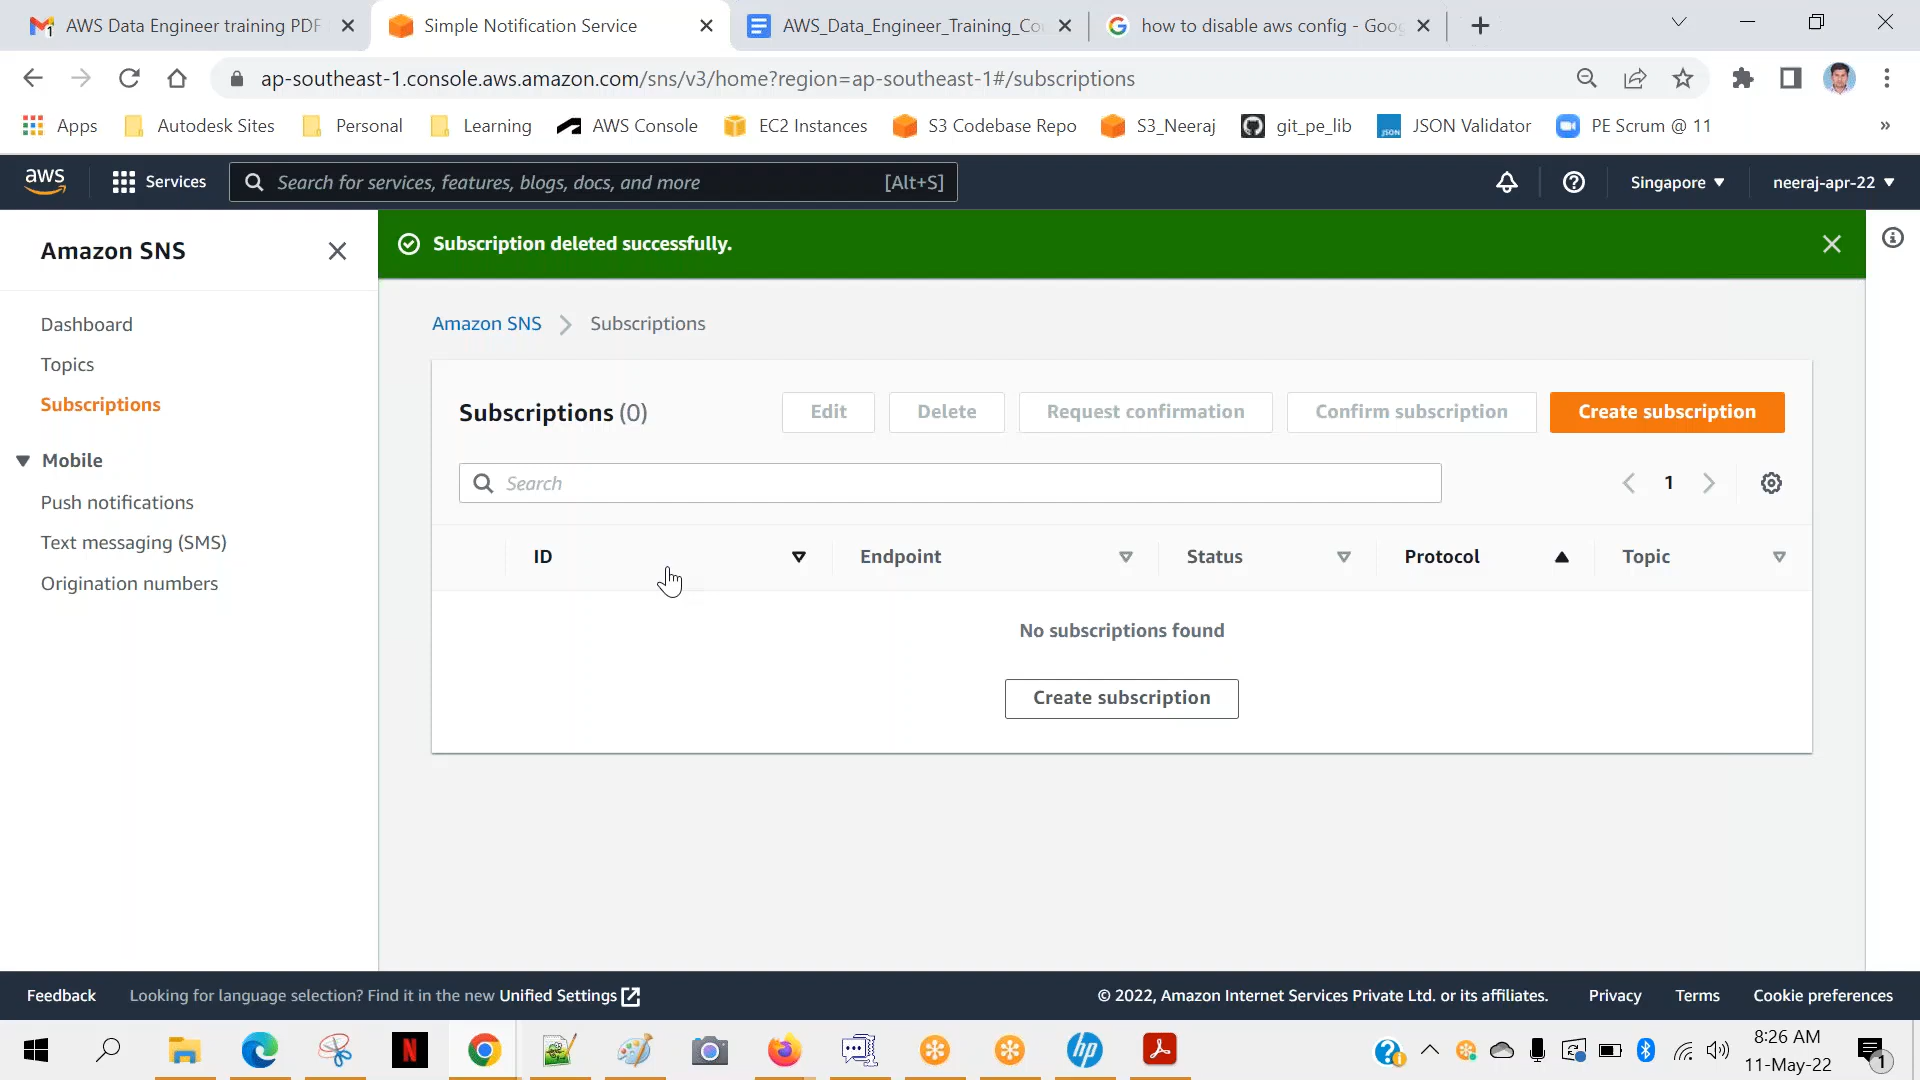 AWS Data Engineer training PDF
Simple Notification Service
AWS_Data_Engineer_Training_Co
how to disable aws config - Goog
ap-southeast-1.console.aws.amazon.com/sns/v3/home?region=ap-southeast-1#/subscriptions
Apps
Autodesk Sites
Personal
Learning
AWS Console
EC2 Instances
S3 Codebase Repo
S3_Neeraj
git_pe_lib
JSON
JSON Validator
PE Scrum @ 11
»
aws
Services
Search for services, features, blogs, docs, and more
[Alt+S]
Singapore
neeraj-apr-22
Amazon SNS
Subscription deleted successfully.
Dashboard
Topics
Subscriptions
Mobile
Push notifications
Text messaging (SMS)
Origination numbers
Amazon SNS
Subscriptions
Subscriptions (0)
Edit
Delete
Request confirmation
Confirm subscription
Create subscription
Search
1
ID
Endpoint
Status
Protocol
Topic
No subscriptions found
Create subscription
Feedback
Looking for language selection? Find it in the new Unified Settings
© 2022, Amazon Internet Services Private Ltd. or its affiliates.
Privacy
Terms
Cookie preferences
N
hp
8:26 AM
11-May-22
1